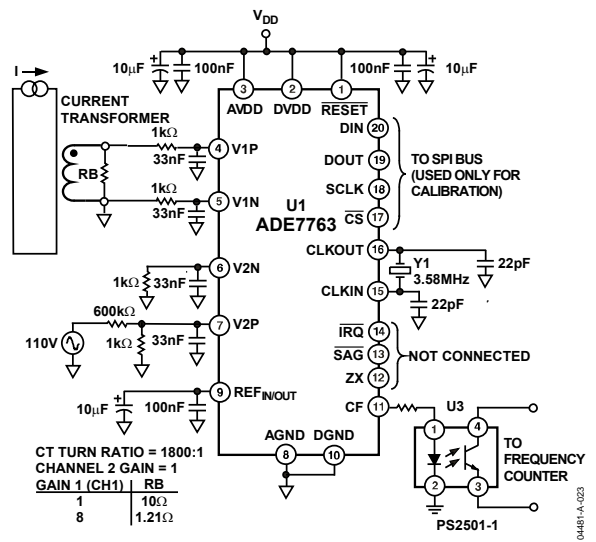 V_DD
10μF
100nF
100nF
10μF
I
3
2
1
AVDD
DVDD
RESET
CURRENT
TRANSFORMER
1kΩ
33nF
4
V1P
RB
1kΩ
33nF
5
V1N
U1
ADE7763
DIN
20
DOUT
19
SCLK
18
CS
17
TO SPI BUS
(USED ONLY FOR
CALIBRATION)
CLKOUT
16
Y1
3.58MHz
22pF
CLKIN
15
22pF
1kΩ
33nF
6
V2N
600kΩ
110V
1kΩ
33nF
7
V2P
IRQ
14
SAG
13
ZX
12
NOT CONNECTED
10μF
100nF
9
REF_IN/OUT
CF
11
U3
1
4
2
3
TO
FREQUENCY
COUNTER
PS2501-1
AGND
DGND
8
10
CT TURN RATIO = 1800:1
CHANNEL 2 GAIN = 1
GAIN 1 (CH1) RB
1 10Ω
8 1.21Ω
04481-A-023